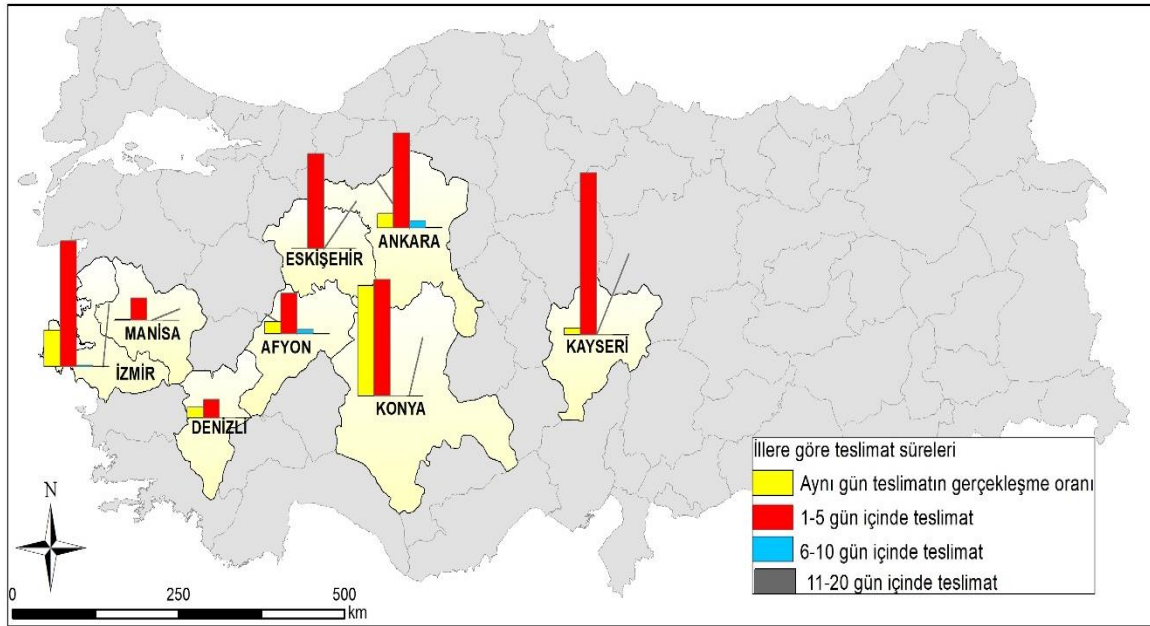 ANKARA
ESKİŞEHİR
MANİSA
AFYON
KAYSERİ
İZMİR
KONYA
DENİZLİ
İllere göre teslimat süreleri
Aynı gün teslimatın gerçekleşme oranı
1-5 gün içinde teslimat
6-10 gün içinde teslimat
11-20 gün içinde teslimat
N
0 250 500
km